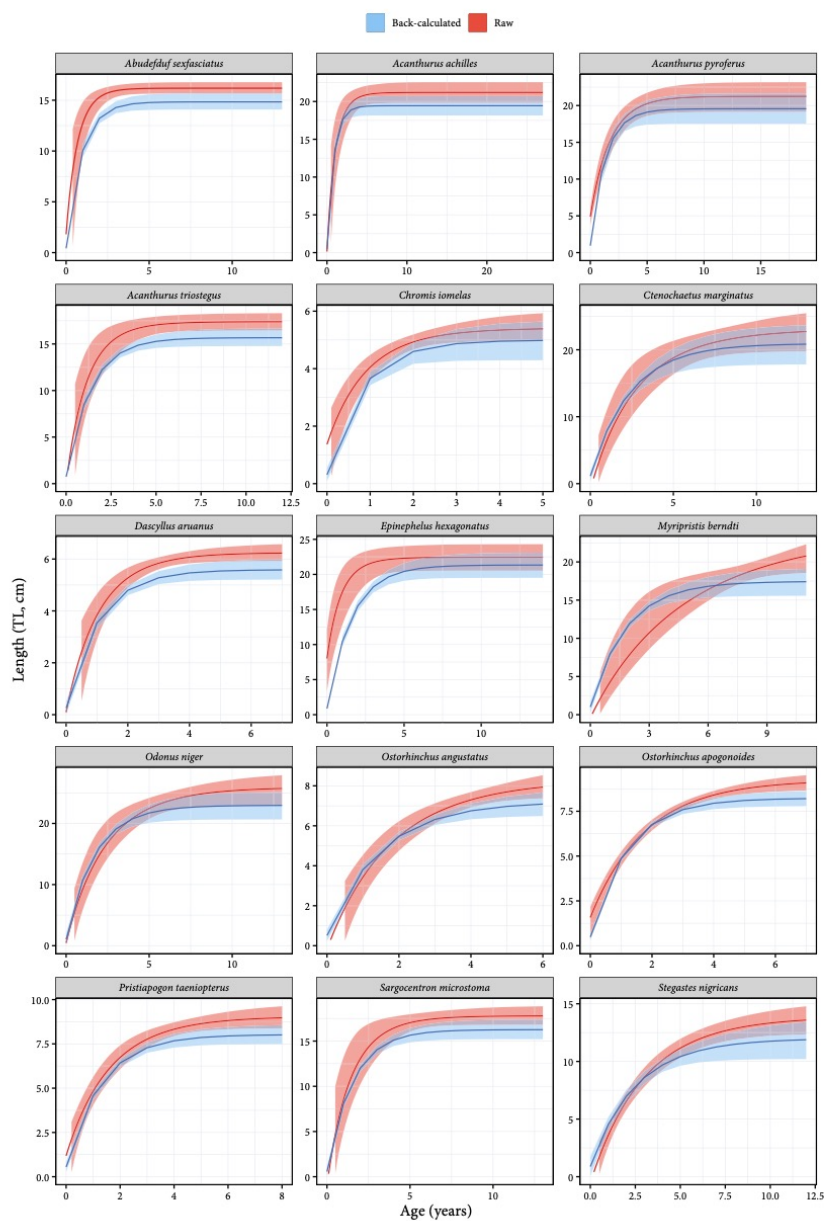 Back-calculated Raw
Abudefduf sexfasciatus Acanthurus achilles Acanthurus pyroferus
15
10
5
0
0 5 10
20
15
10
5
0
0 10 20
20
15
10
5
0
0 5 10 15
Acanthurus triostegus Chromis iomelas Ctenochaetus marginatus
15
10
5
0
0.0 2.5 5.0 7.5 10.0 12.5
6
4
2
0
0 1 2 3 4 5
20
10
0
0 5 10
Dascyllus aruanus Epinephelus hexagonatus Myripristis berndti
6
4
2
0
0 2 4 6
25
20
15
10
5
0
0 5 10
20
15
10
5
0
0 3 6 9
Length (TL, cm)
Odonus niger Ostorhinchus angustatus Ostorhinchus apogonoides
20
10
0
0 5 10
8
6
4
2
0
0 2 4 6
7.5
5.0
2.5
0.0
0 2 4 6
Pristiapogon taeniopterus Sargocentron microstoma Stegastes nigricans
10.0
7.5
5.0
2.5
0.0
0 2 4 6 8
15
10
5
0
0 5 10
15
10
5
0
0.0 2.5 5.0 7.5 10.0 12.5
Age (years)